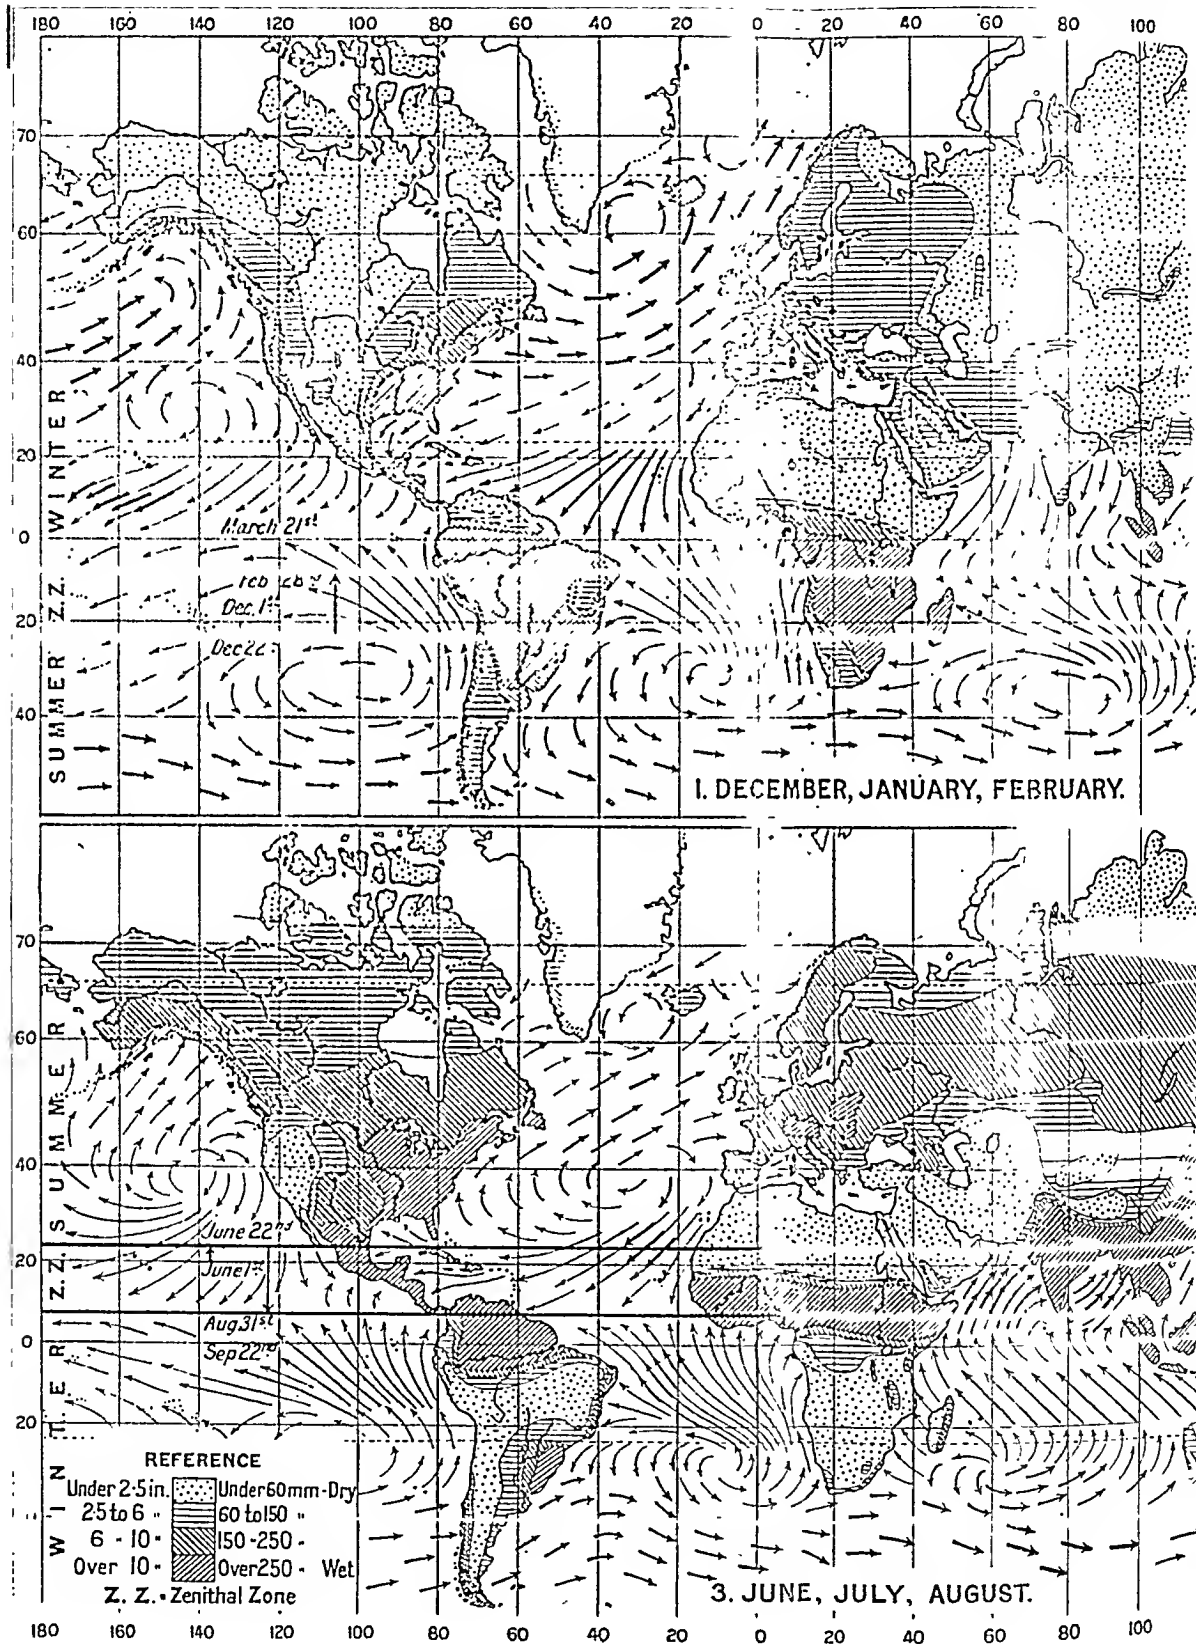 180 160 140 120 100 80 60 40 20 0 20 40 60 80 100
70
60
40
20
0
20
40
WINTER
SUMMER Z.Z.
March 21st
Dec. 1st
Dec 22
1. DECEMBER, JANUARY, FEBRUARY.
70
60
40
20
0
20
SUMMER,
Z.Z.
WINTER
June 22nd
June 1st
Aug 31st
Sep 22nd
REFERENCE
Under 2·5 in. Under 60 mm - Dry
2·5 to 6 " 60 to 150 "
6 - 10 " 150 - 250 "
Over 10 " Over 250 " Wet
Z. Z. = Zenithal Zone
3. JUNE, JULY, AUGUST.
180 160 140 120 100 80 60 40 20 0 20 40 60 80 100